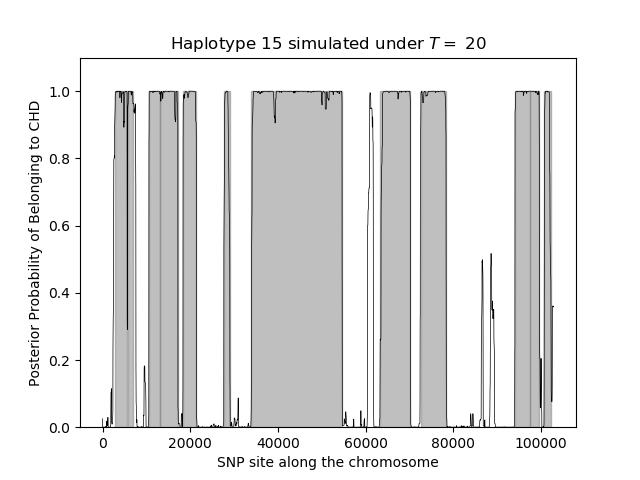 Haplotype 15 simulated under T = 20
Posterior Probability of Belonging to CHD
1.0
0.8
0.6
0.4
0.2
0.0
0 20000 40000 60000 80000 100000
SNP site along the chromosome